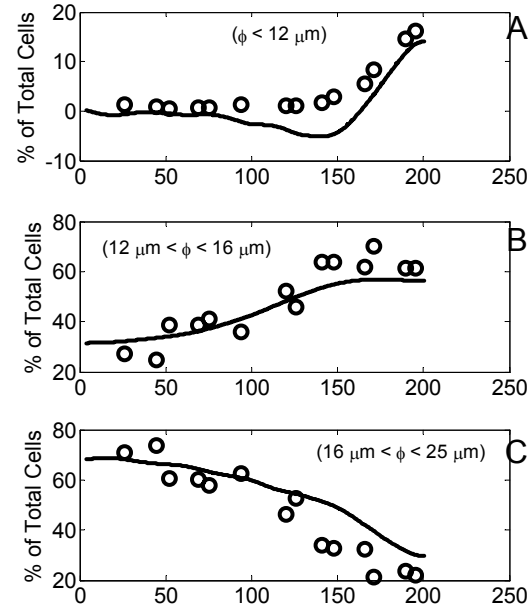 A
(ϕ < 12 μm)
% of Total Cells
20
10
0
-10
0 50 100 150 200 250
B
(12 μm < ϕ < 16 μm)
% of Total Cells
80
60
40
20
0 50 100 150 200 250
C
(16 μm < ϕ < 25 μm)
% of Total Cells
80
60
40
20
0 50 100 150 200 250